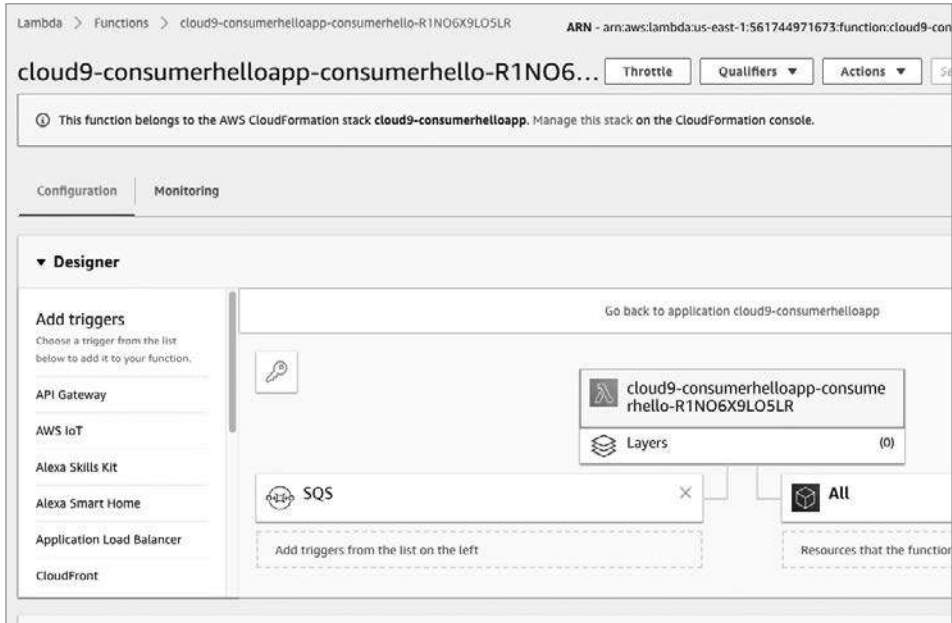 Lambda > Functions > cloud9-consumerhelloapp-consumerhello-R1NO6X9LO5LR
ARN - arn:aws:lambda:us-east-1:561744971673:function:cloud9-con
cloud9-consumerhelloapp-consumerhello-R1NO6...
Throttle
Qualifiers
Actions
This function belongs to the AWS CloudFormation stack cloud9-consumerhelloapp. Manage this stack on the CloudFormation console.
Configuration
Monitoring
Designer
Add triggers
Choose a trigger from the list
below to add it to your function.
API Gateway
AWS IoT
Alexa Skills Kit
Alexa Smart Home
Application Load Balancer
CloudFront
Go back to application cloud9-consumerhelloapp
cloud9-consumerhelloapp-consume
rhello-R1NO6X9LO5LR
Layers (0)
SQS
Add triggers from the list on the left
All
Resources that the function